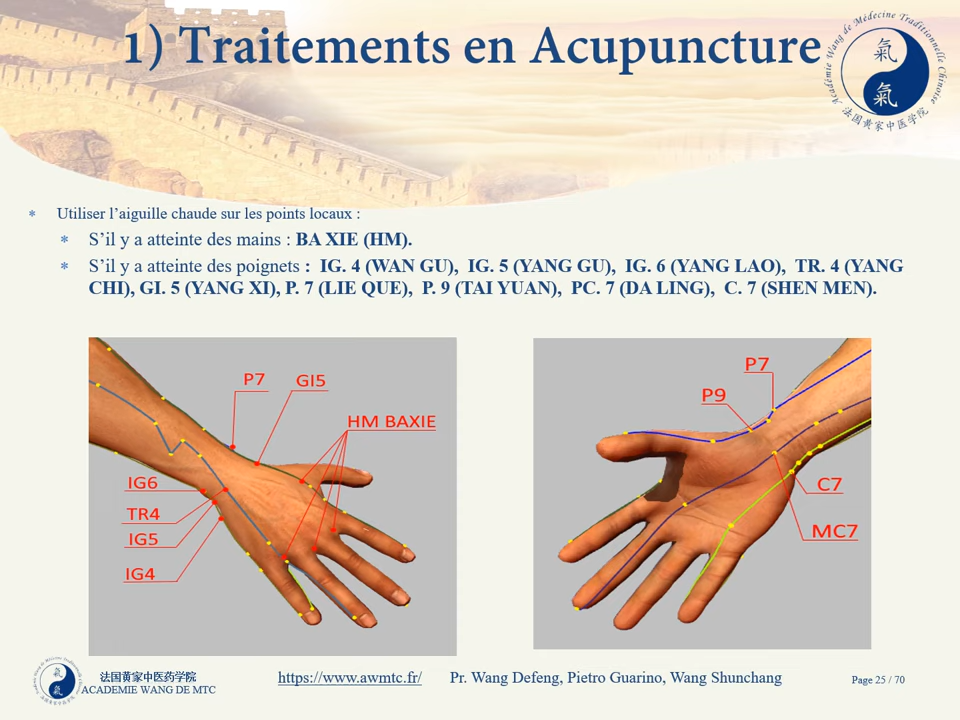 1) Traitements en Acupuncture
Académie Wang de Médecine Traditionnelle Chinoise
氣
氣
法国黄家中医学院
* Utiliser l’aiguille chaude sur les points locaux :
* S’il y a atteinte des mains : BA XIE (HM).
* S’il y a atteinte des poignets : IG. 4 (WAN GU), IG. 5 (YANG GU), IG. 6 (YANG LAO), TR. 4 (YANG
CHI), GI. 5 (YANG XI), P. 7 (LIE QUE), P. 9 (TAI YUAN), PC. 7 (DA LING), C. 7 (SHEN MEN).
P7
GI5
HM BAXIE
IG6
TR4
IG5
IG4
P7
P9
C7
MC7
氣
氣
法国黄家中医药学院
ACADEMIE WANG DE MTC
https://www.awmtc.fr/ Pr. Wang Defeng, Pietro Guarino, Wang Shunchang
Page 25 / 70